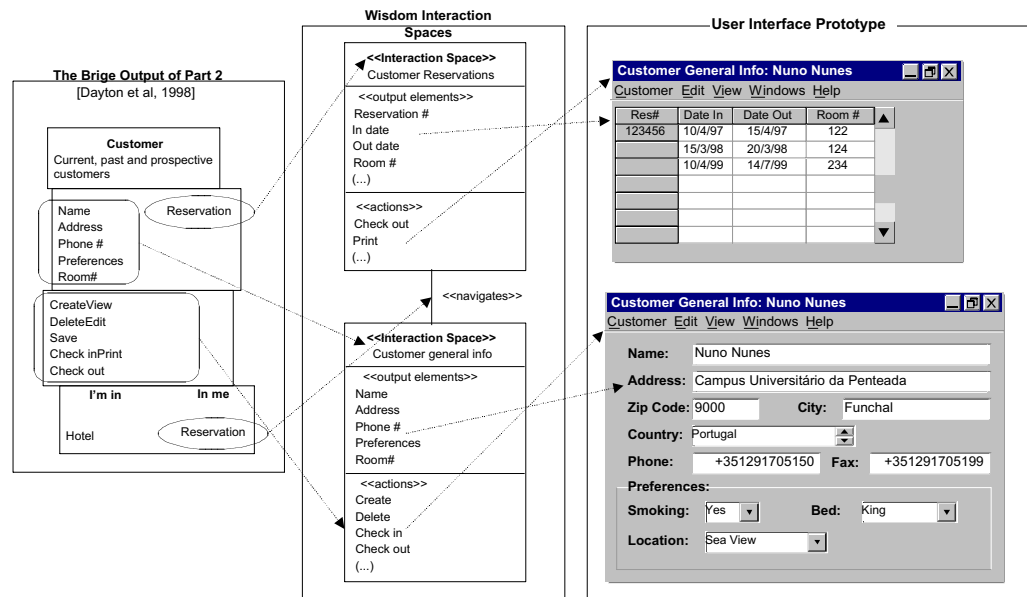 The Brige Output of Part 2
[Dayton et al, 1998]
Customer
Current, past and prospective
customers
Name
Address
Phone #
Preferences
Room#
Reservation
CreateView
DeleteEdit
Save
Check inPrint
Check out
I'm in
In me
Hotel
Reservation
Wisdom Interaction
Spaces
<<Interaction Space>>
Customer Reservations
<<output elements>>
Reservation #
In date
Out date
Room #
(...)
<<actions>>
Check out
Print
(...)
<<navigates>>
<<Interaction Space>>
Customer general info
<<output elements>>
Name
Address
Phone #
Preferences
Room#
<<actions>>
Create
Delete
Check in
Check out
(...)
User Interface Prototype
Customer General Info: Nuno Nunes
Customer Edit View Windows Help
Res# Date In Date Out Room #
123456 10/4/97 15/4/97 122
15/3/98 20/3/98 124
10/4/99 14/7/99 234
Customer General Info: Nuno Nunes
Customer Edit View Windows Help
Name: Nuno Nunes
Address: Campus Universitário da Penteada
Zip Code: 9000 City: Funchal
Country: Portugal
Phone: +351291705150 Fax: +351291705199
Preferences:
Smoking: Yes Bed: King
Location: Sea View